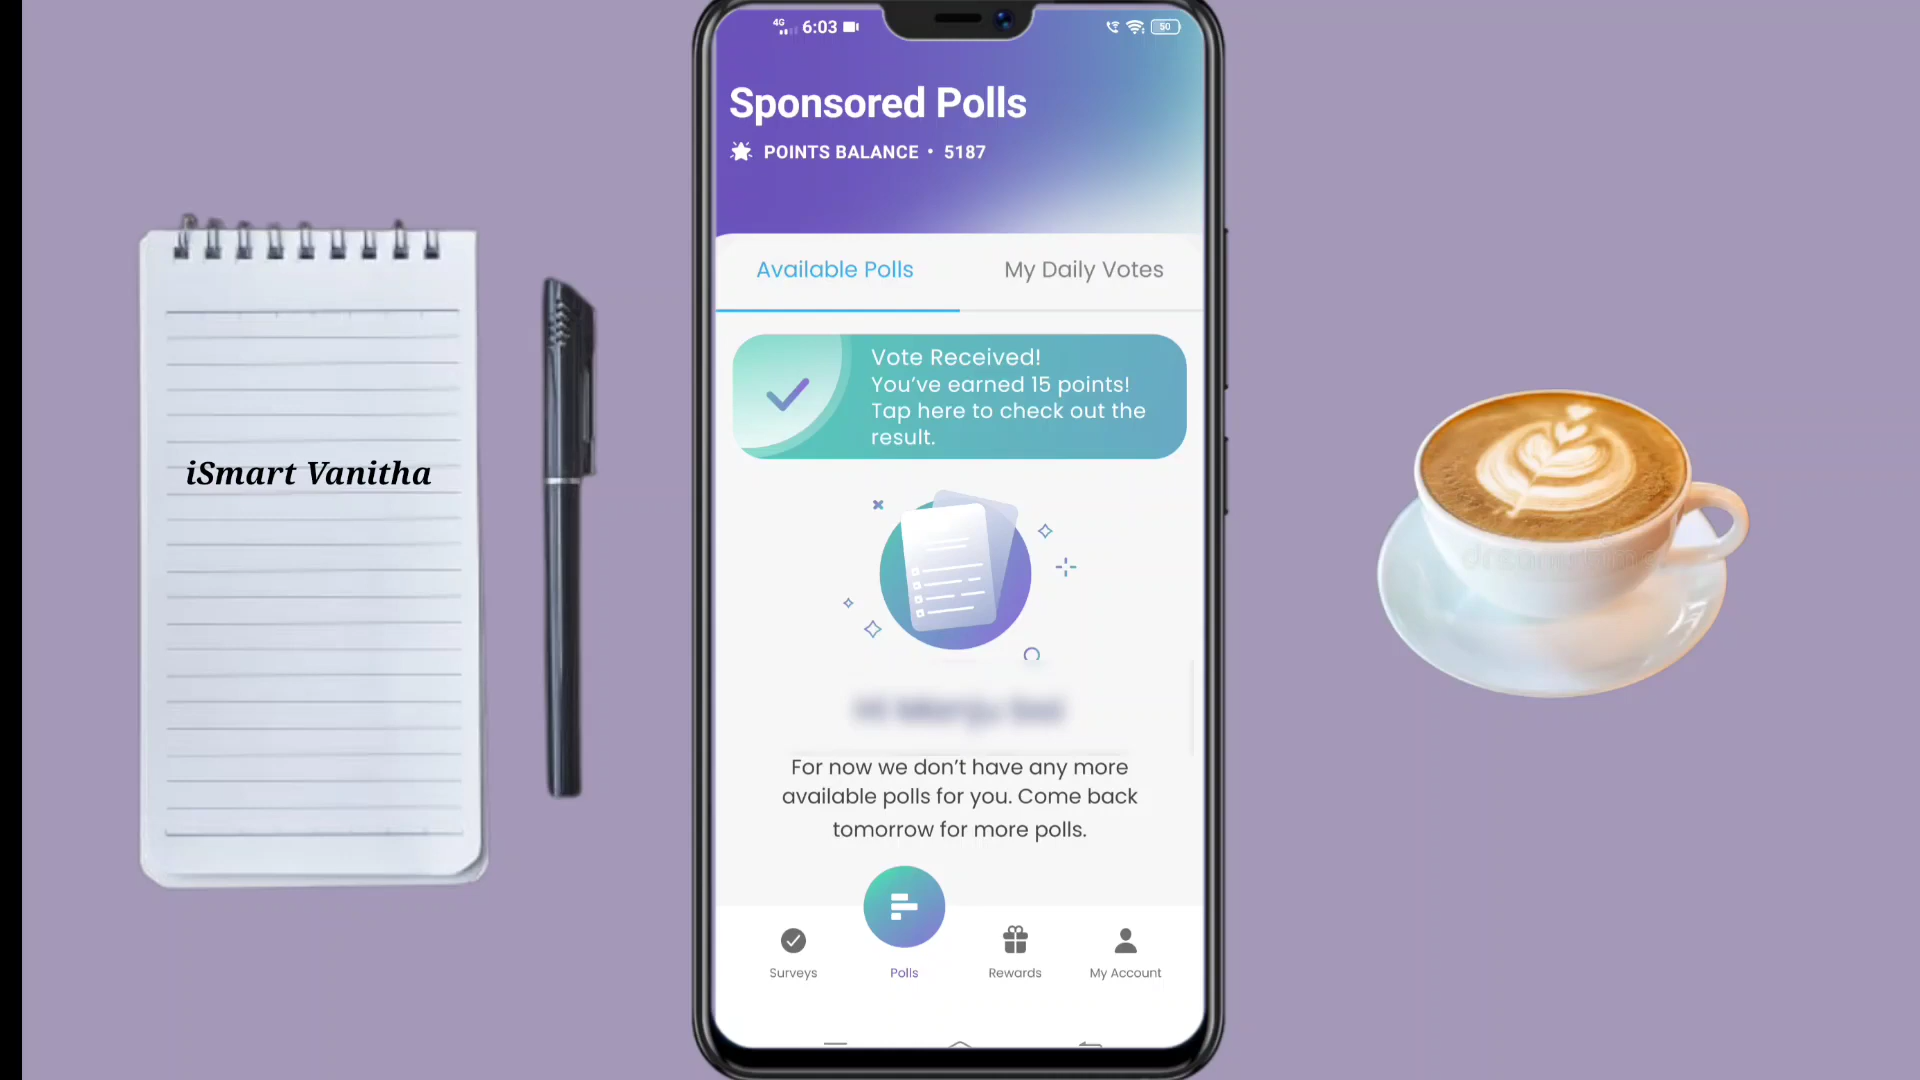 4G 6:03
50
Sponsored Polls
POINTS BALANCE • 5187
Available Polls
My Daily Votes
Vote Received!
You've earned 15 points!
Tap here to check out the
result.
iSmart Vanitha
For now we don't have any more
available polls for you. Come back
tomorrow for more polls.
Surveys
Polls
Rewards
My Account